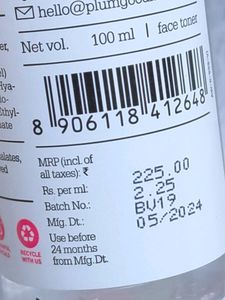 hello@plumgood
Net vol. 100 ml | face toner
8 906118 412648
MRP (incl. of
all taxes): ₹ 225.00
Rs. per ml: 2.25
Batch No.: BV19
Mfg. Dt.: 05/2024
Use before
24 months
from Mfg. Dt.
RECYCLE
WITH US